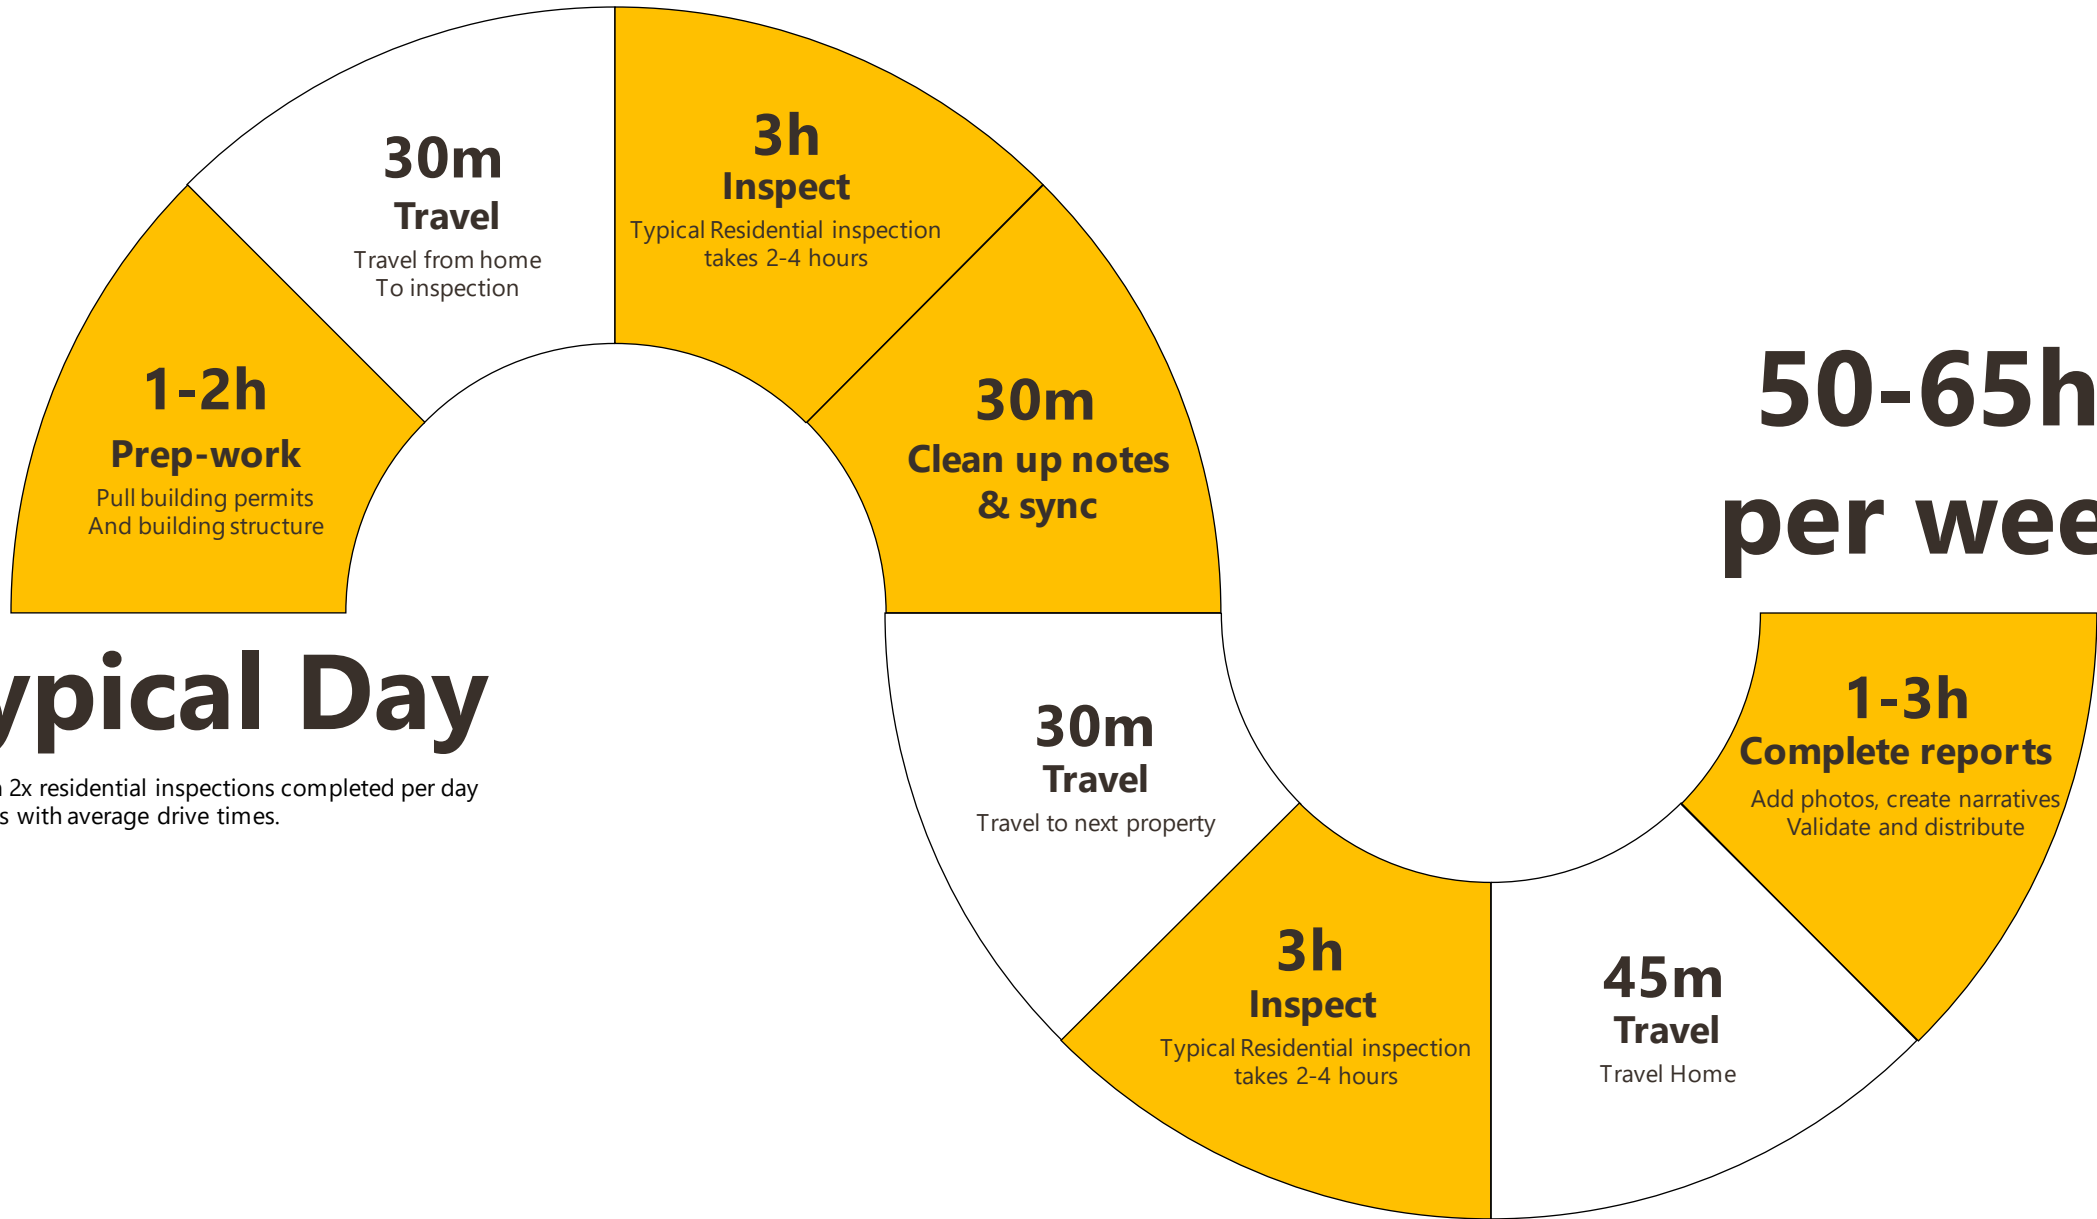 1-2h
Prep-work
Pull building permits
And building structure
30m
Travel
Travel from home
To inspection
3h
Inspect
Typical Residential inspection
takes 2-4 hours
30m
Clean up notes
& sync
30m
Travel
Travel to next property
3h
Inspect
Typical Residential inspection
takes 2-4 hours
45m
Travel
Travel Home
1-3h
Complete reports
Add photos, create narratives
Validate and distribute
50-65h
per wee
ypical Day
2x residential inspections completed per day
s with average drive times.